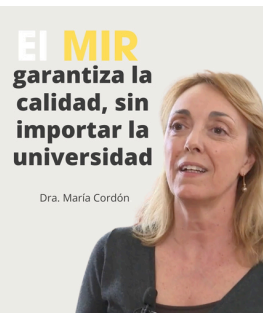 El MIR
garantiza la
calidad, sin
importar la
universidad
Dra. María Cordón